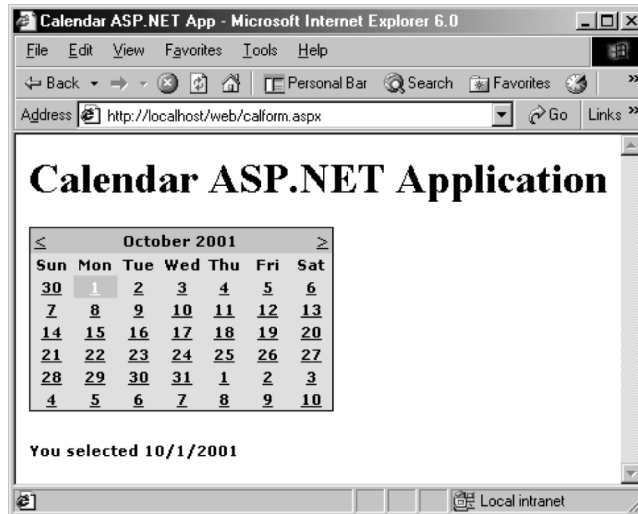 Calendar ASP.NET App - Microsoft Internet Explorer 6.0
File Edit View Favorites Tools Help
Back Personal Bar Search Favorites »
Address http://localhost/web/calform.aspx Go Links »
Calendar ASP.NET Application
< October 2001 >
Sun Mon Tue Wed Thu Fri Sat
30 1 2 3 4 5 6
7 8 9 10 11 12 13
14 15 16 17 18 19 20
21 22 23 24 25 26 27
28 29 30 31 1 2 3
4 5 6 7 8 9 10
You selected 10/1/2001
Local intranet